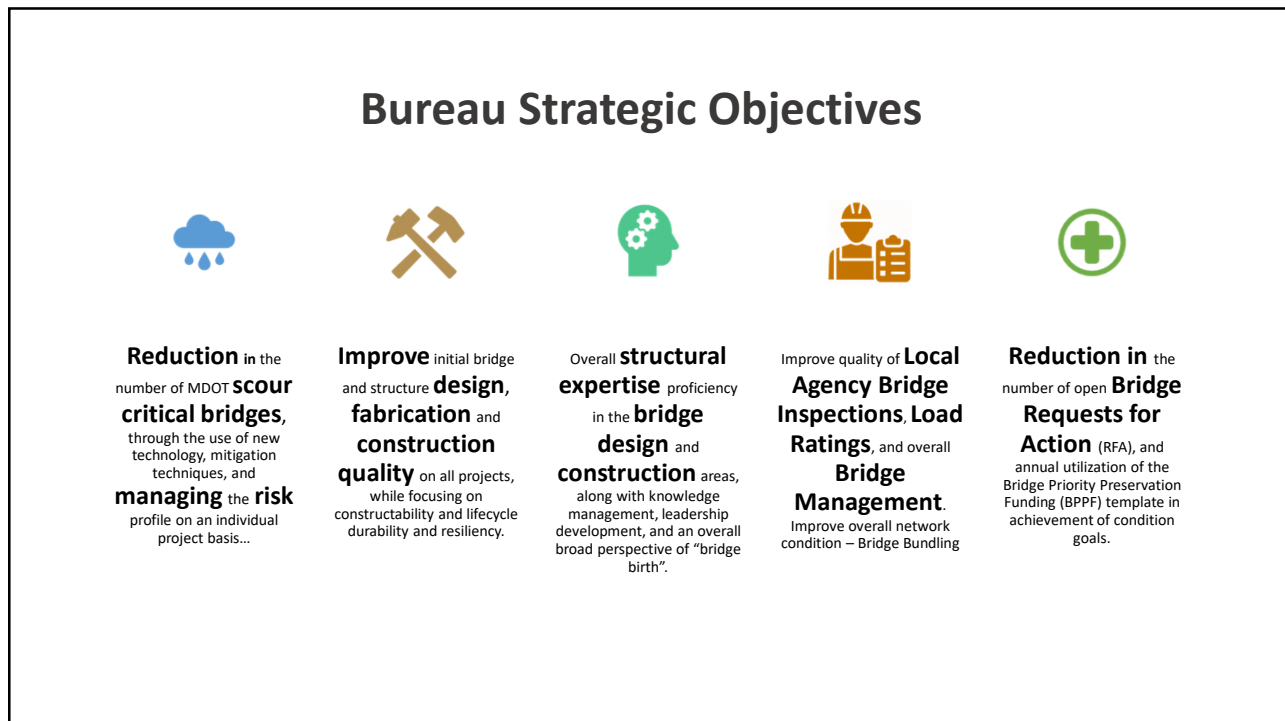 Bureau Strategic Objectives
Reduction in the
number of MDOT scour
critical bridges,
through the use of new
technology, mitigation
techniques, and
managing the risk
profile on an individual
project basis…
Improve initial bridge
and structure design,
fabrication and
construction
quality on all projects,
while focusing on
constructability and lifecycle
durability and resiliency.
Overall structural
expertise proficiency
in the bridge
design and
construction areas,
along with knowledge
management, leadership
development, and an overall
broad perspective of “bridge
birth”.
Improve quality of Local
Agency Bridge
Inspections, Load
Ratings, and overall
Bridge
Management.
Improve overall network
condition – Bridge Bundling
Reduction in the
number of open Bridge
Requests for
Action (RFA), and
annual utilization of the
Bridge Priority Preservation
Funding (BPPF) template in
achievement of condition
goals.